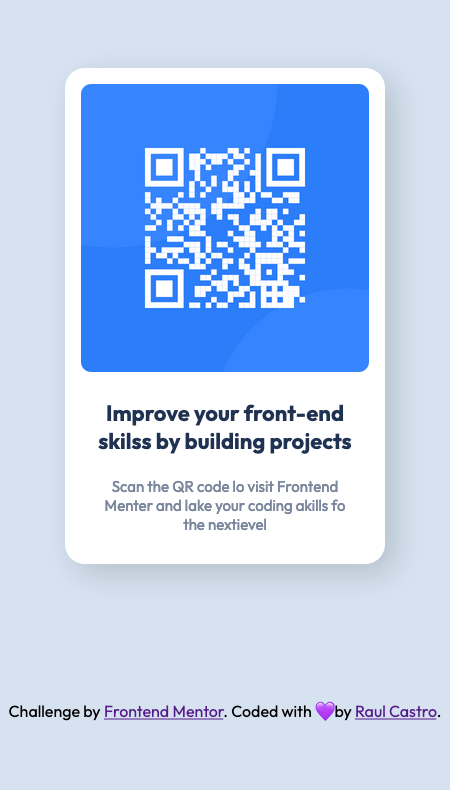 Improve your front-end
skilss by building projects
Scan the QR code lo visit Frontend
Menter and lake your coding akills fo
the nextievel
Challenge by Frontend Mentor. Coded with 💜by Raul Castro.